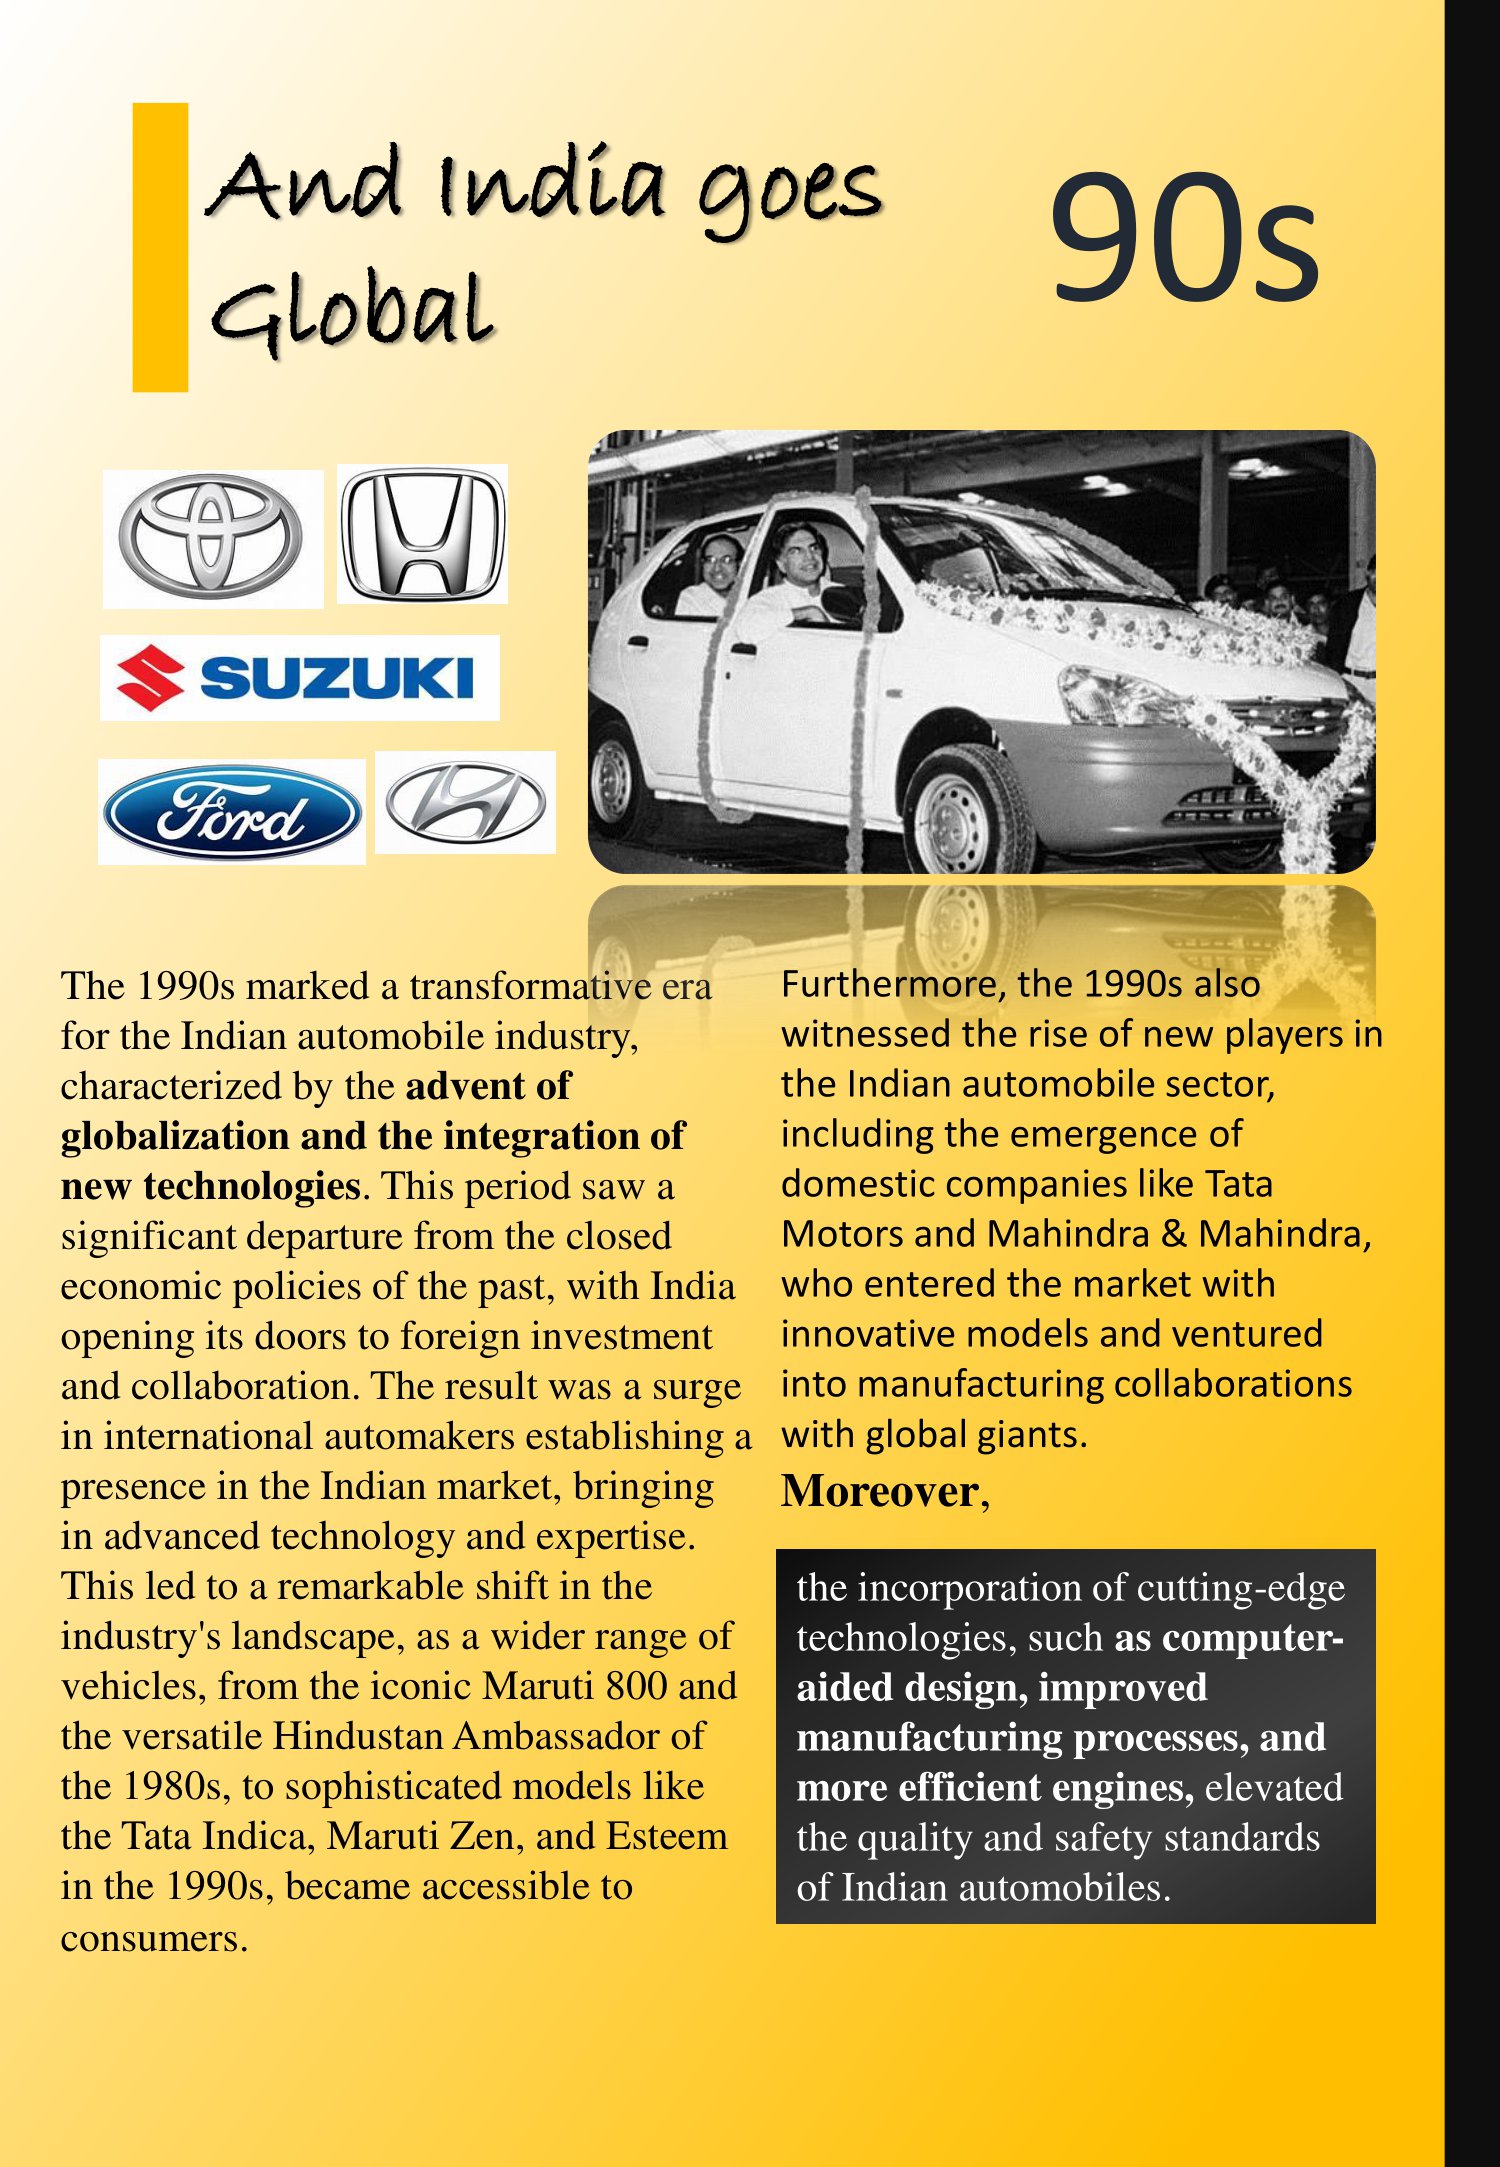 And India goes
Global
90s
SUZUKI
Ford
The 1990s marked a transformative era
for the Indian automobile industry,
characterized by the advent of
globalization and the integration of
new technologies. This period saw a
significant departure from the closed
economic policies of the past, with India
opening its doors to foreign investment
and collaboration. The result was a surge
in international automakers establishing a
presence in the Indian market, bringing
in advanced technology and expertise.
This led to a remarkable shift in the
industry's landscape, as a wider range of
vehicles, from the iconic Maruti 800 and
the versatile Hindustan Ambassador of
the 1980s, to sophisticated models like
the Tata Indica, Maruti Zen, and Esteem
in the 1990s, became accessible to
consumers.
Furthermore, the 1990s also
witnessed the rise of new players in
the Indian automobile sector,
including the emergence of
domestic companies like Tata
Motors and Mahindra & Mahindra,
who entered the market with
innovative models and ventured
into manufacturing collaborations
with global giants.
Moreover,
the incorporation of cutting-edge
technologies, such as computer-
aided design, improved
manufacturing processes, and
more efficient engines, elevated
the quality and safety standards
of Indian automobiles.